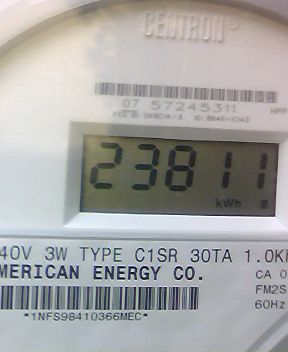 CENTRON®
07 57245311
23811
kWh
40V 3W TYPE C1SR 30TA 1.0K
MERICAN ENERGY CO.
CA 0
FM2S
60Hz
*1NFS98410366MEC*